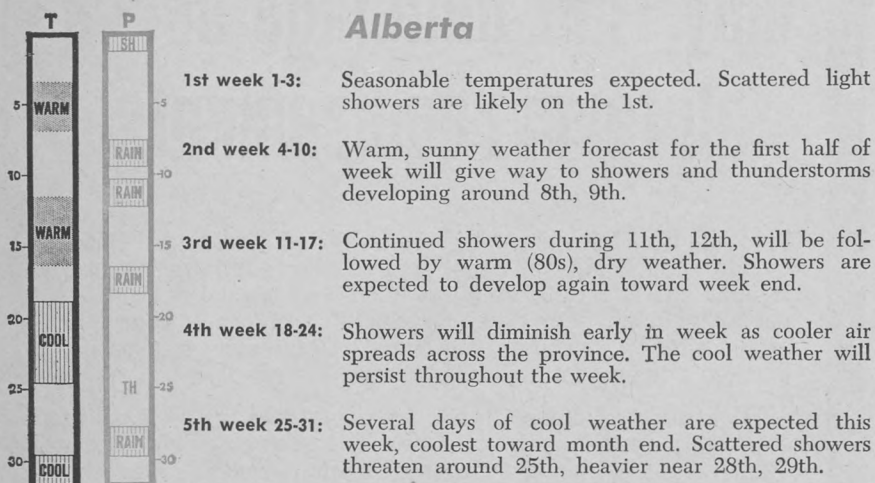 T P
Alberta
SH
1st week 1-3: Seasonable temperatures expected. Scattered light
showers are likely on the 1st.
5 WARM 5
2nd week 4-10: Warm, sunny weather forecast for the first half of
week will give way to showers and thunderstorms
developing around 8th, 9th.
RAIN
10 10
RAIN
WARM
15 15
3rd week 11-17: Continued showers during 11th, 12th, will be fol-
lowed by warm (80s), dry weather. Showers are
expected to develop again toward week end.
RAIN
20 20
COOL
4th week 18-24: Showers will diminish early in week as cooler air
spreads across the province. The cool weather will
persist throughout the week.
25 TH 25
5th week 25-31: Several days of cool weather are expected this
week, coolest toward month end. Scattered showers
threaten around 25th, heavier near 28th, 29th.
RAIN
30 COOL 30